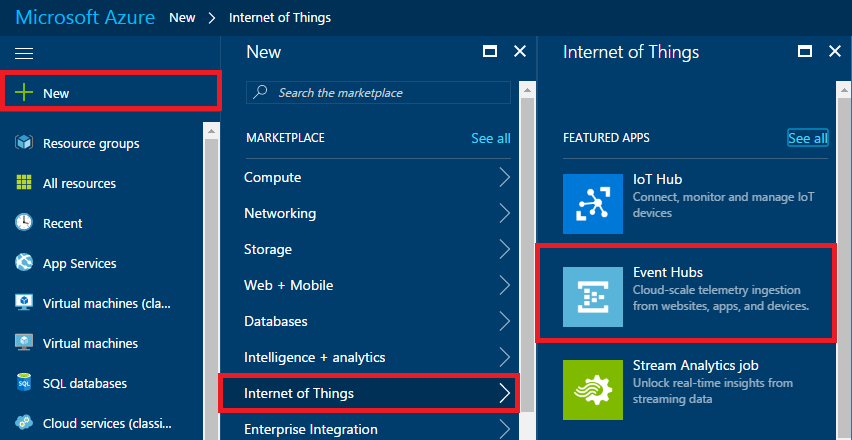 Microsoft Azure New > Internet of Things
New
Resource groups
All resources
Recent
App Services
Virtual machines (cla...
Virtual machines
SQL databases
Cloud services (classi...
New
Search the marketplace
MARKETPLACE See all
Compute
Networking
Storage
Web + Mobile
Databases
Intelligence + analytics
Internet of Things
Enterprise Integration
Internet of Things
FEATURED APPS See all
IoT Hub
Connect, monitor and manage IoT
devices
Event Hubs
Cloud-scale telemetry ingestion
from websites, apps, and devices.
Stream Analytics job
Unlock real-time insights from
streaming data